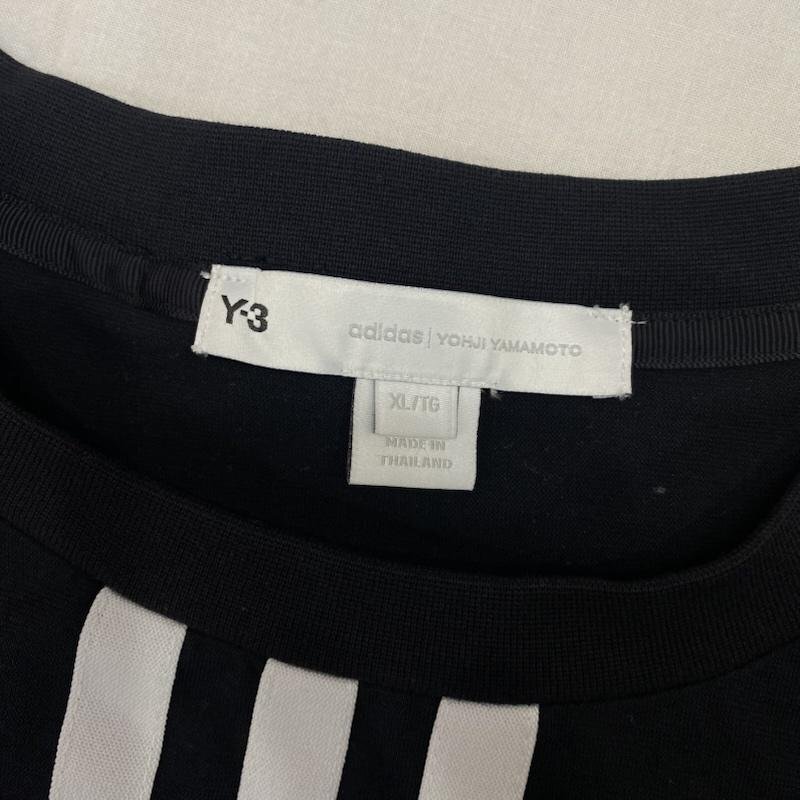 Y-3 adidas | YOHJI YAMAMOTO
XL/TG
MADE IN
THAILAND